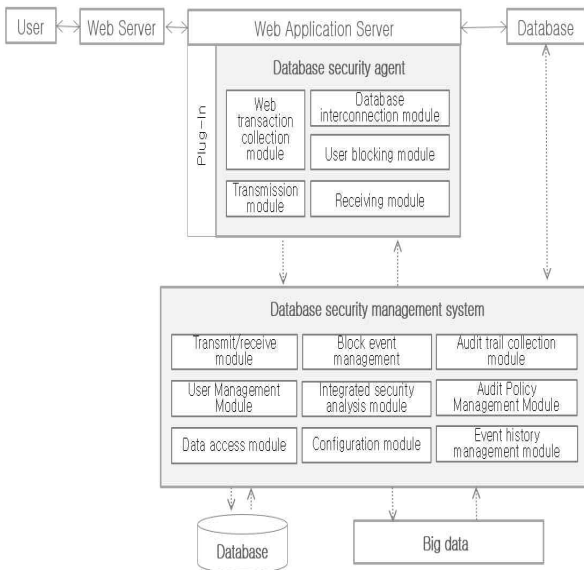 User
Web Server
Web Application Server
Database
Plug-In
Database security agent
Web
transaction
collection
module
Database
interconnection module
User blocking module
Transmission
module
Receiving module
Database security management system
Transmit/receive
module
Block event
management
Audit trail collection
module
User Management
Module
Integrated security
analysis module
Audit Policy
Management Module
Data access module
Configuration module
Event history
management module
Database
Big data